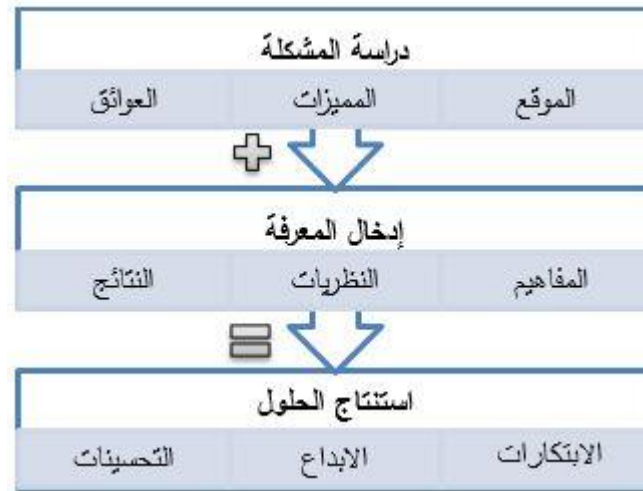 دراسة المشكلة
الموقع المميزات العوائق
إدخال المعرفة
المفاهيم النظريات النتائج
استنتاج الحلول
الابتكارات الابداع التحسينات